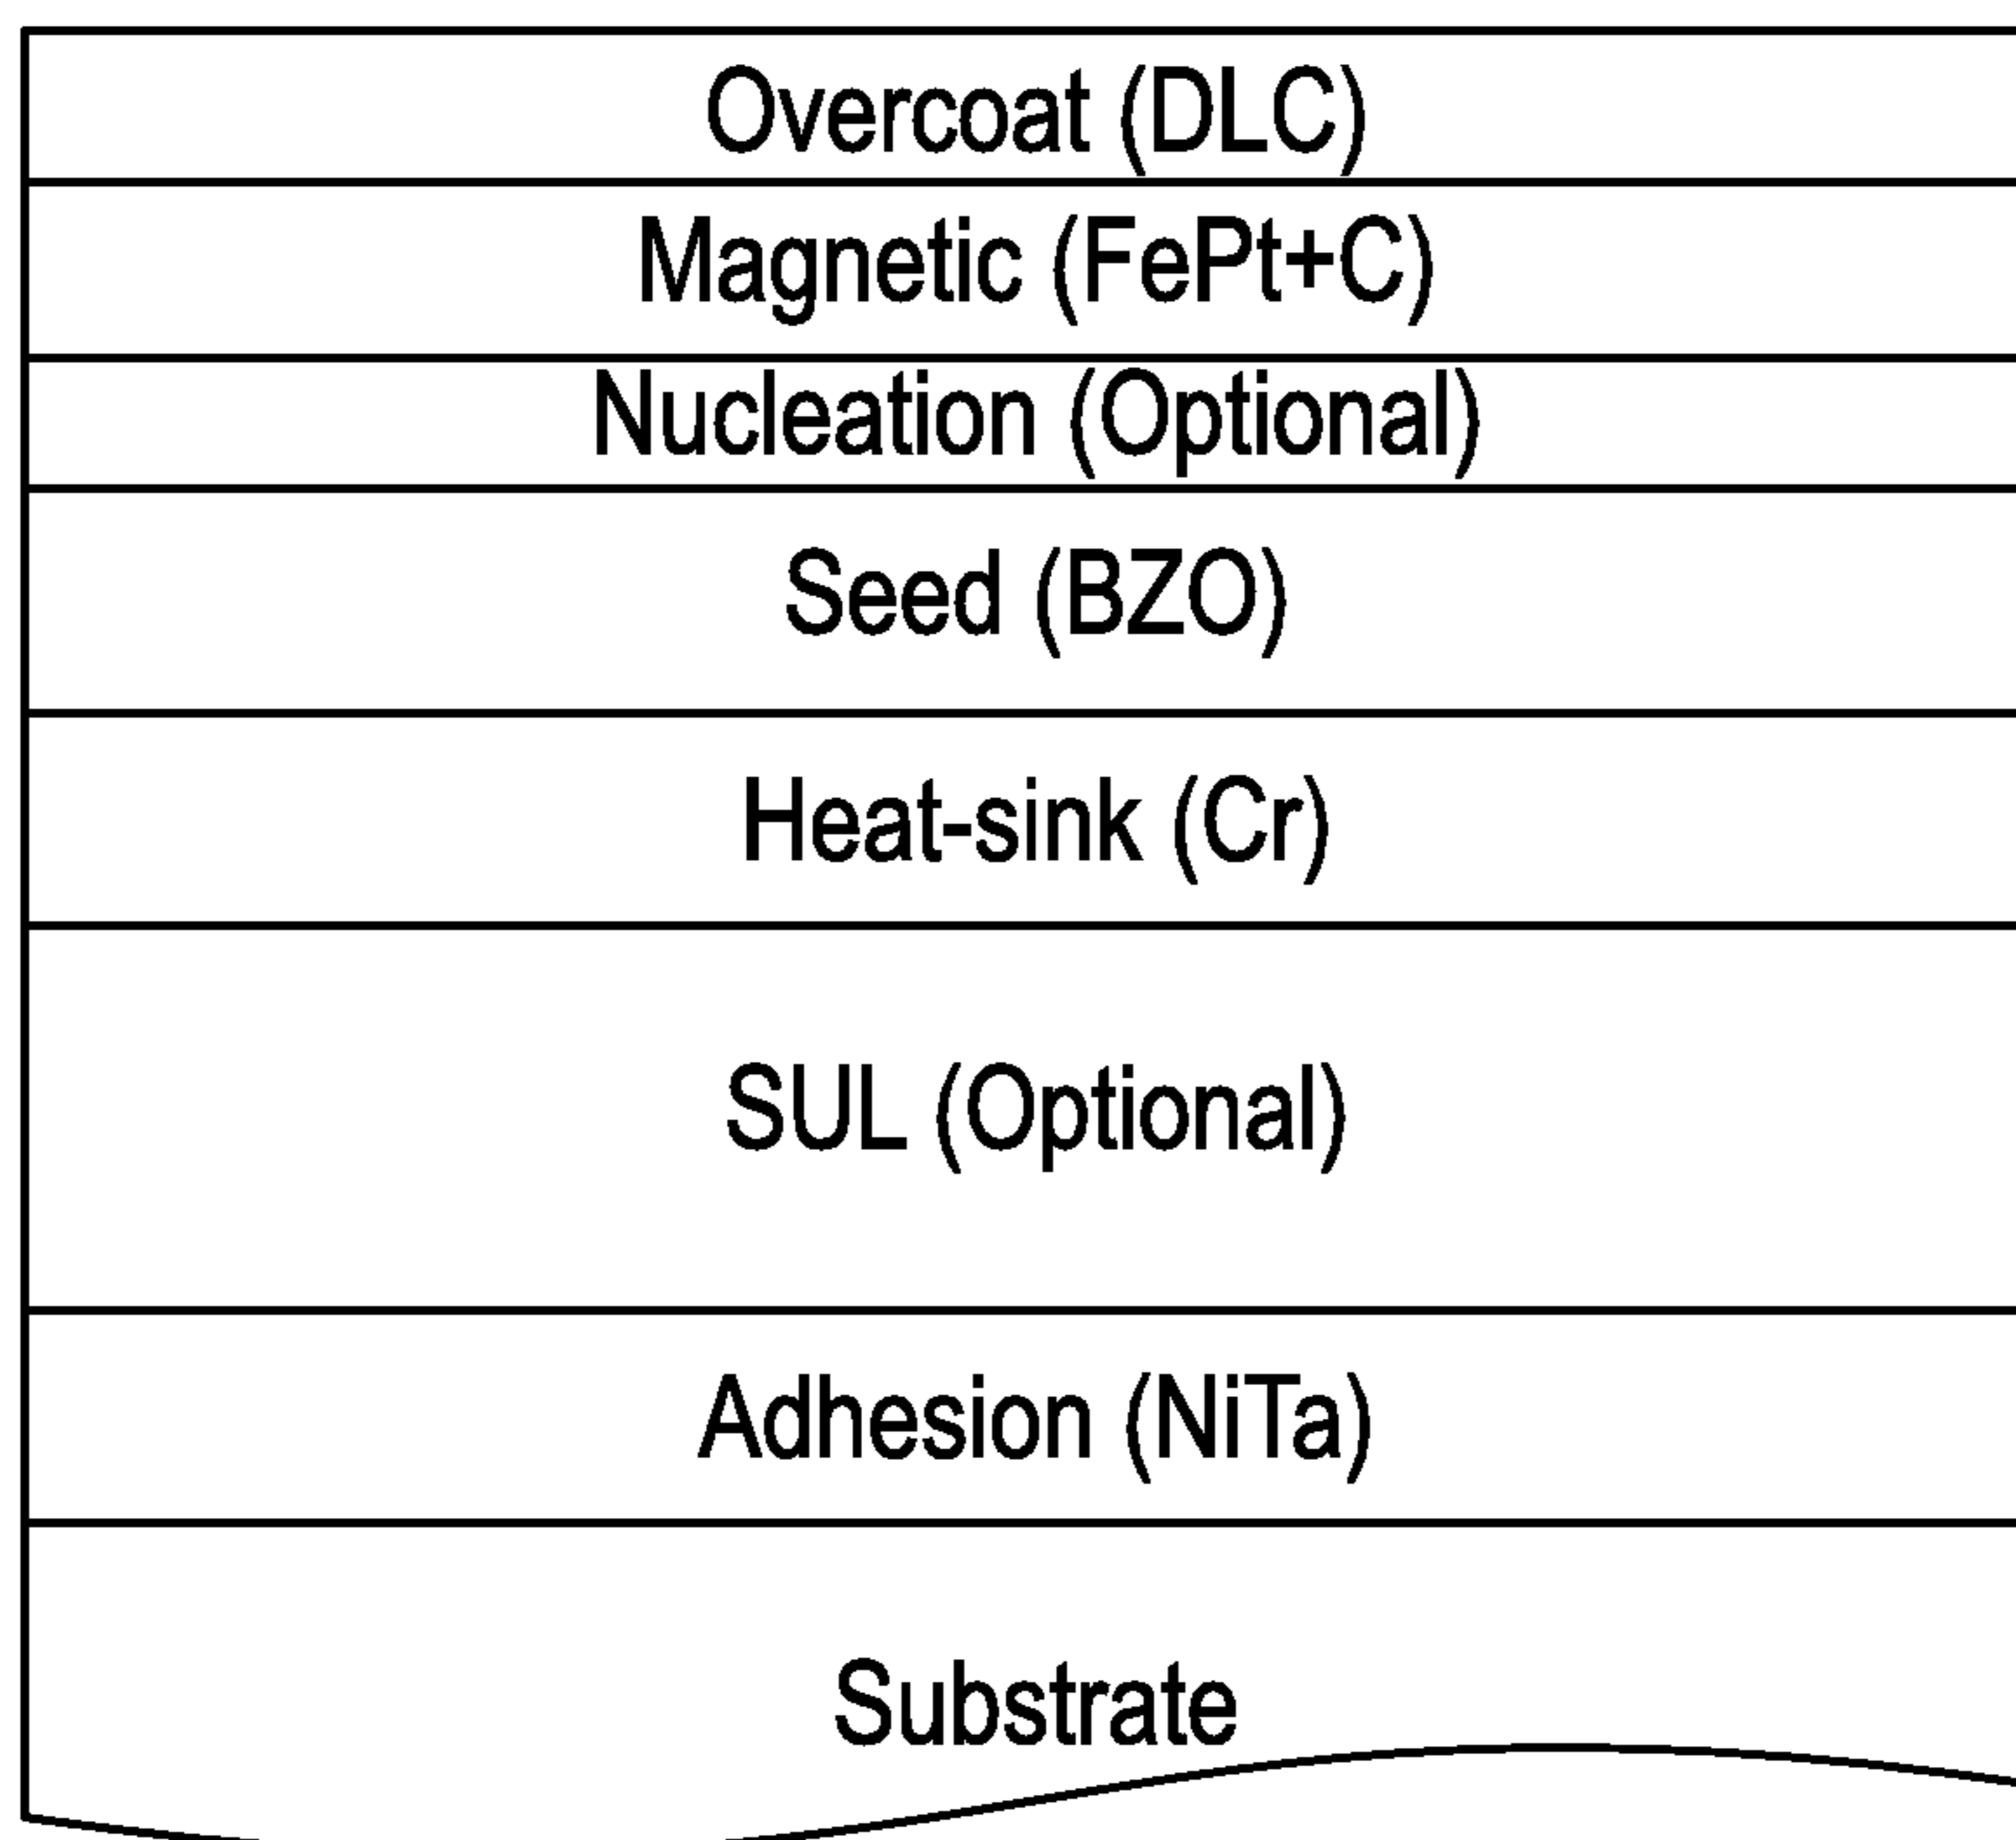 Overcoat (DLC)
Magnetic (FePt+C)
Nucleation (Optional)
Seed (BZO)
Heat-sink (Cr)
SUL (Optional)
Adhesion (NiTa)
Substrate